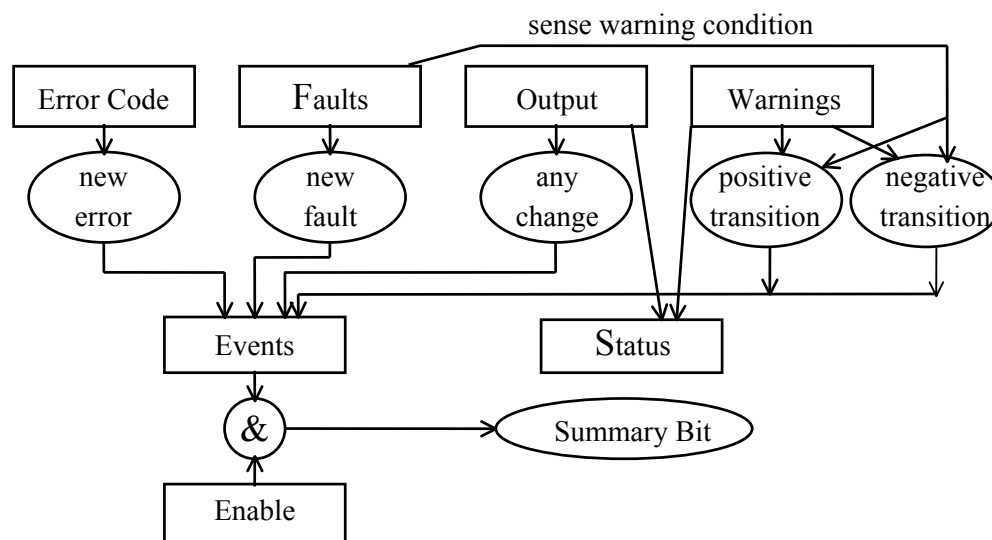 sense warning condition
Error Code
Faults
Output
Warnings
new
error
new
fault
any
change
positive
transition
negative
transition
Events
Status
&
Summary Bit
Enable